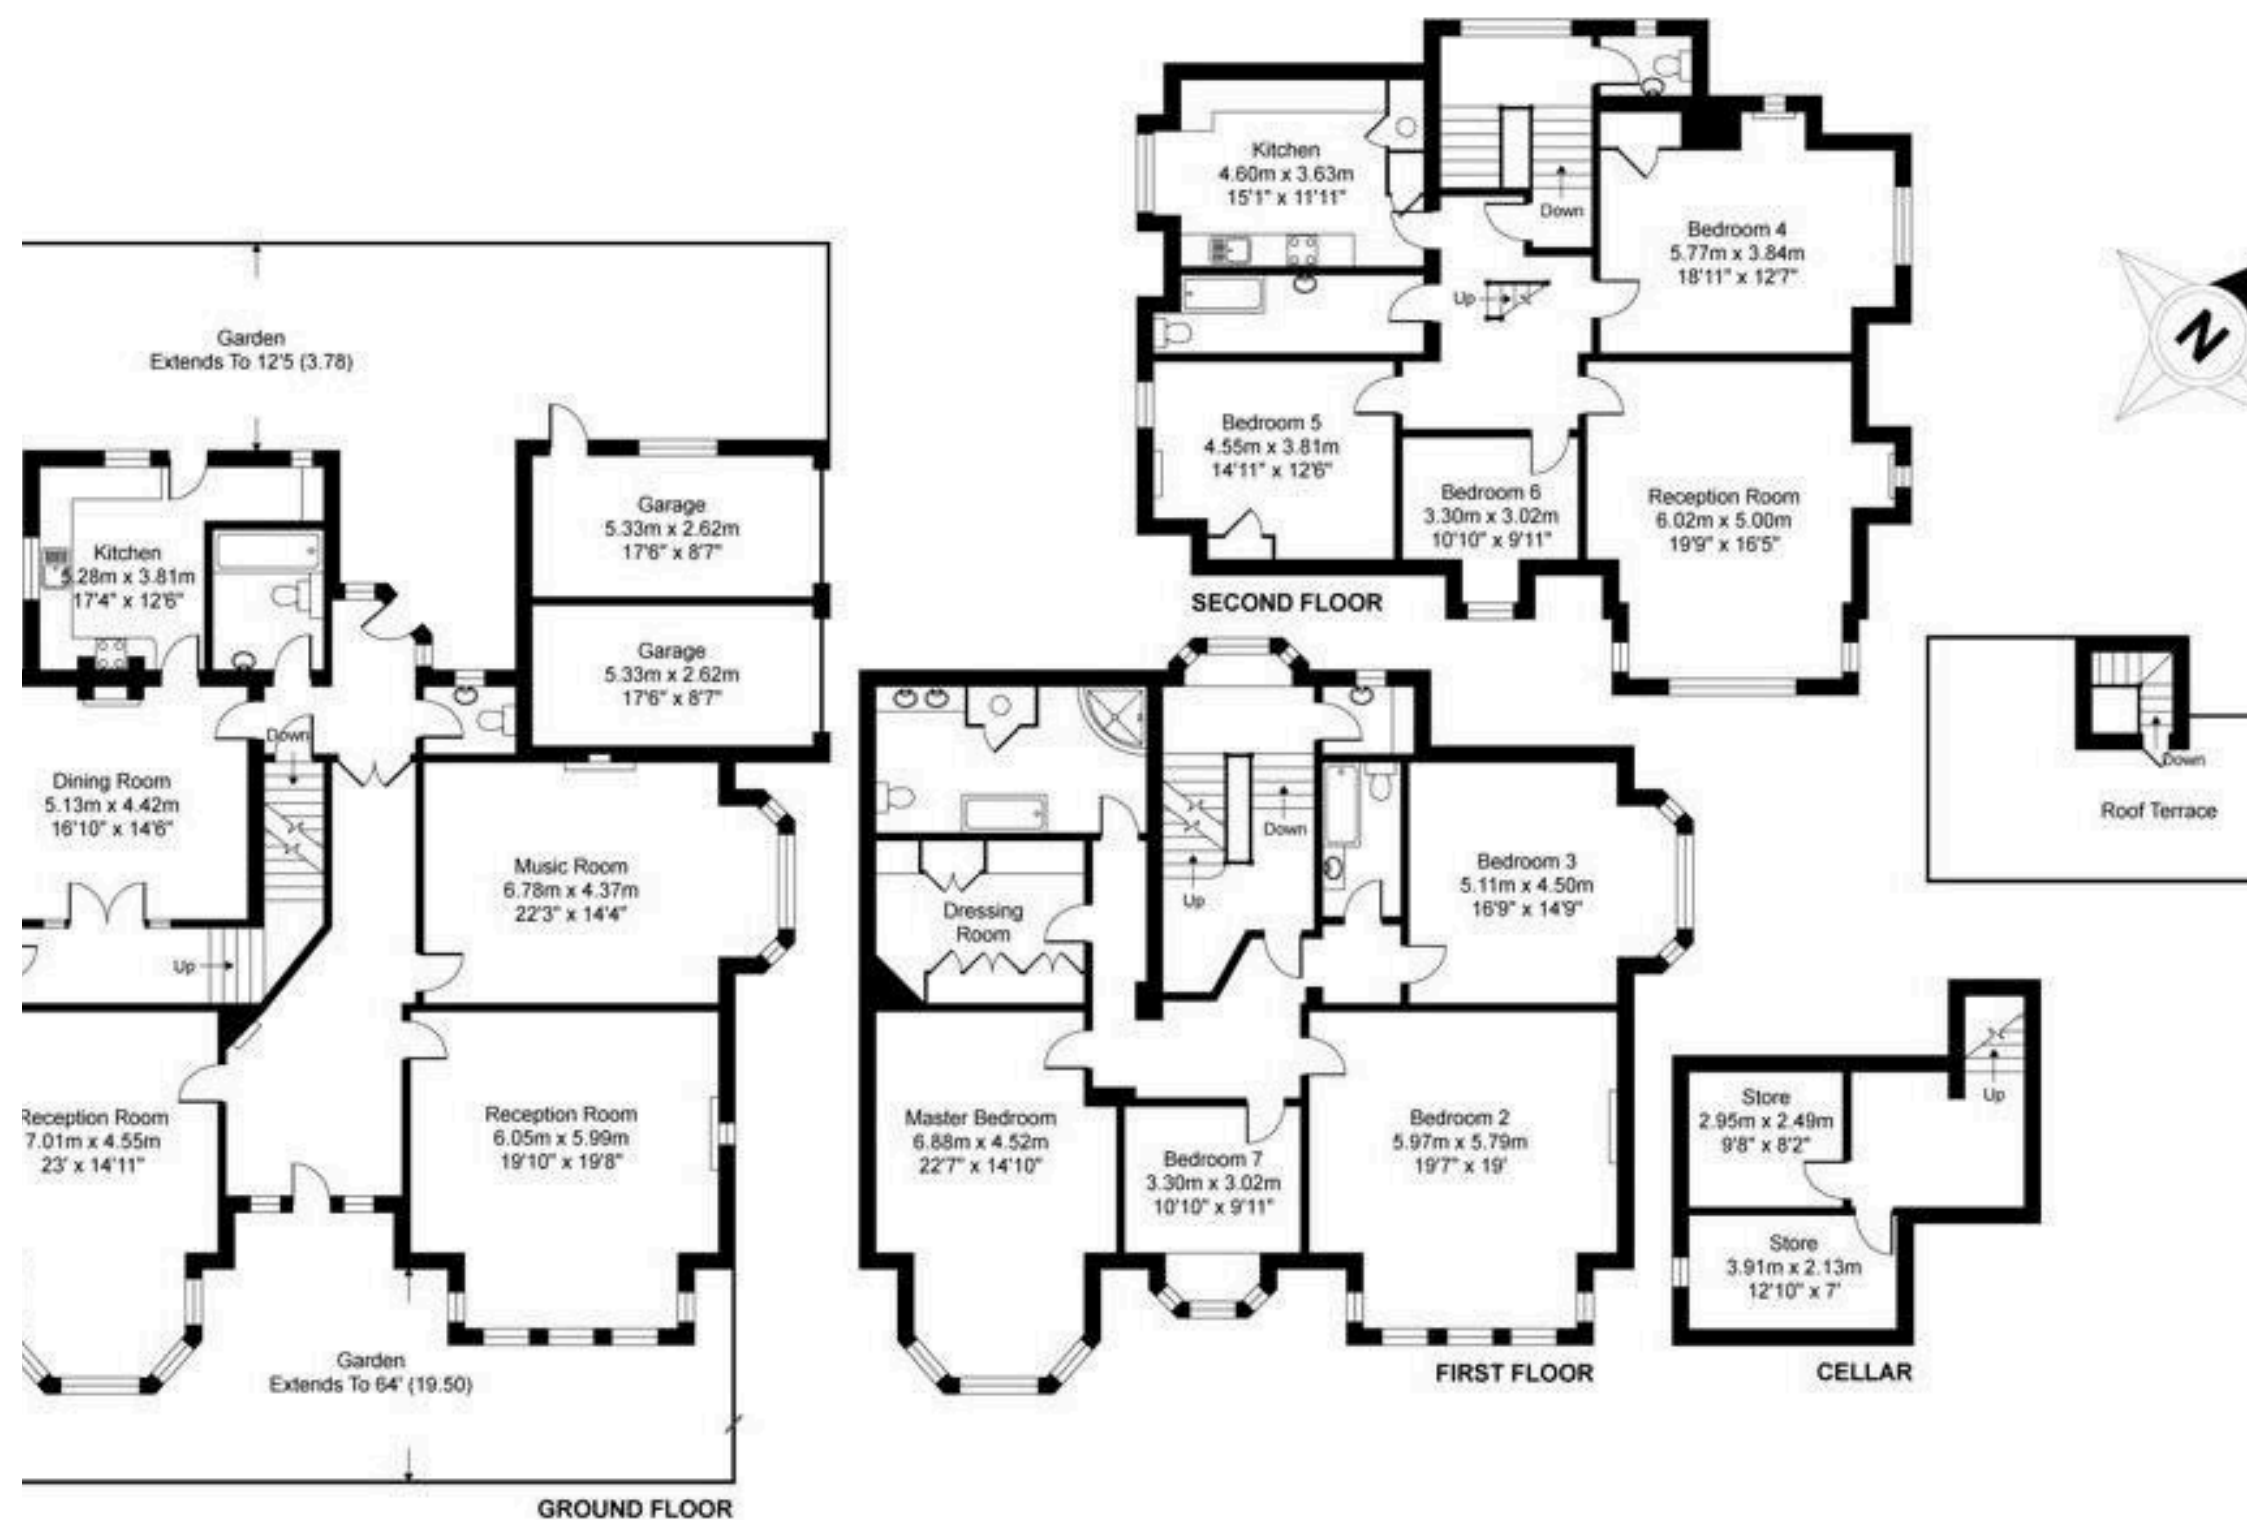 Garden
Extends To 12'5 (3.78)
Kitchen
5.28m x 3.81m
17'4" x 12'6"
Garage
5.33m x 2.62m
17'6" x 8'7"
Garage
5.33m x 2.62m
17'6" x 8'7"
Down
Dining Room
5.13m x 4.42m
16'10" x 14'6"
Music Room
6.78m x 4.37m
22'3" x 14'4"
Up
Reception Room
7.01m x 4.55m
23' x 14'11"
Reception Room
6.05m x 5.99m
19'10" x 19'8"
Garden
Extends To 64' (19.50)
GROUND FLOOR
Kitchen
4.60m x 3.63m
15'1" x 11'11"
Down
Bedroom 4
5.77m x 3.84m
18'11" x 12'7"
Up
Bedroom 5
4.55m x 3.81m
14'11" x 12'6"
Bedroom 6
3.30m x 3.02m
10'10" x 9'11"
Reception Room
6.02m x 5.00m
19'9" x 16'5"
SECOND FLOOR
N
Down
Up
Dressing
Room
Bedroom 3
5.11m x 4.50m
16'9" x 14'9"
Master Bedroom
6.88m x 4.52m
22'7" x 14'10"
Bedroom 7
3.30m x 3.02m
10'10" x 9'11"
Bedroom 2
5.97m x 5.79m
19'7" x 19'
FIRST FLOOR
Down
Roof Terrace
Up
Store
2.95m x 2.49m
9'8" x 8'2"
Store
3.91m x 2.13m
12'10" x 7'
CELLAR